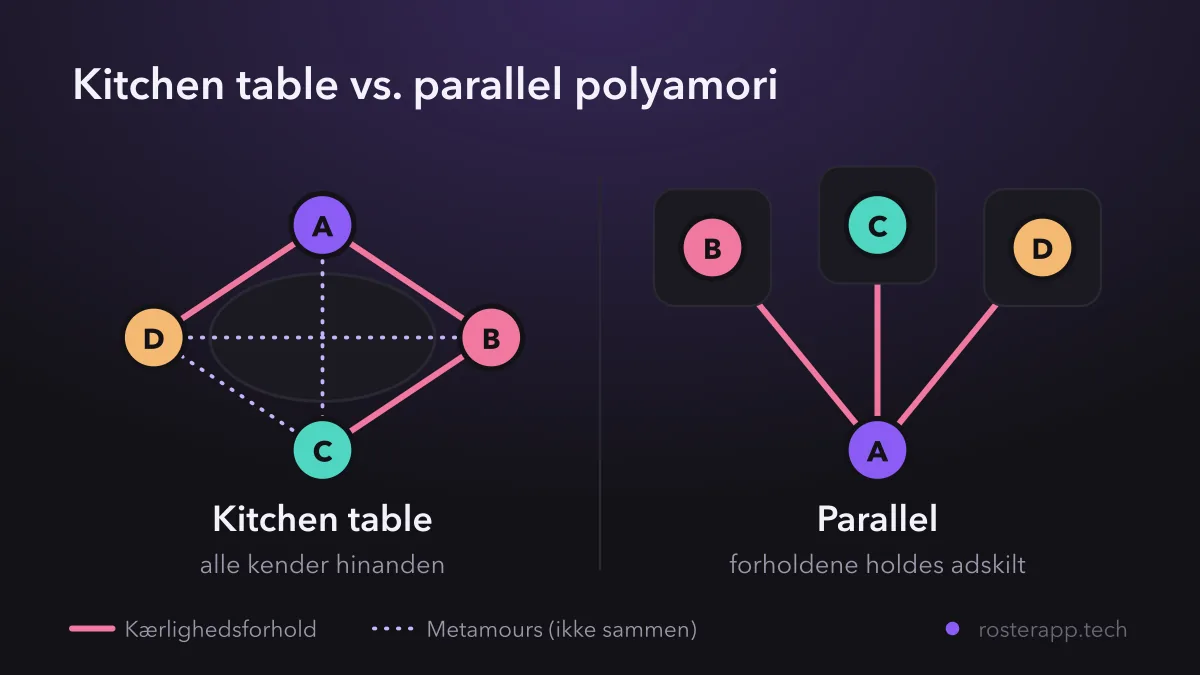 Kitchen table vs. parallel polyamori
A
D
B
C
Kitchen table
alle kender hinanden
B
C
D
A
Parallel
forholdene holdes adskilt
Kærlighedsforhold
Metamours (ikke sammen)
rosterapp.tech